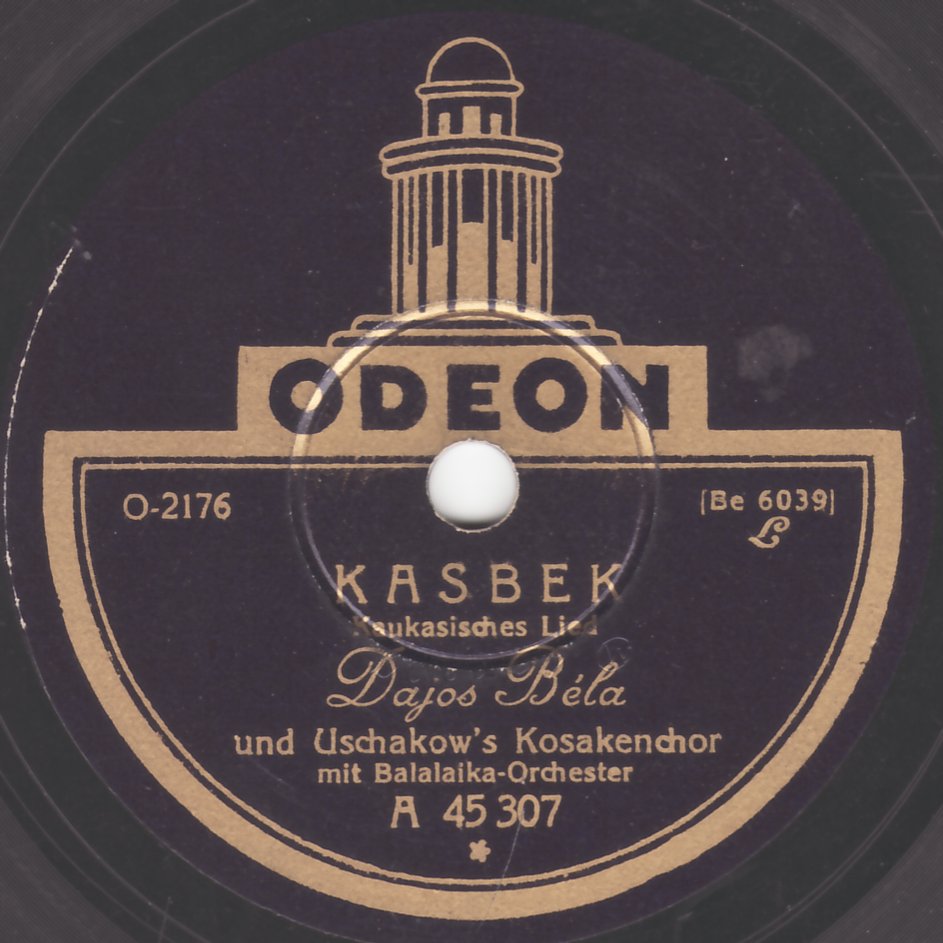 ODEON
O-2176
(Be 6039)
L
KASBEK
Kaukasisches Lied
Dajos Béla
und Uschakow's Kosakenchor
mit Balalaika-Orchester
A 45 307
*